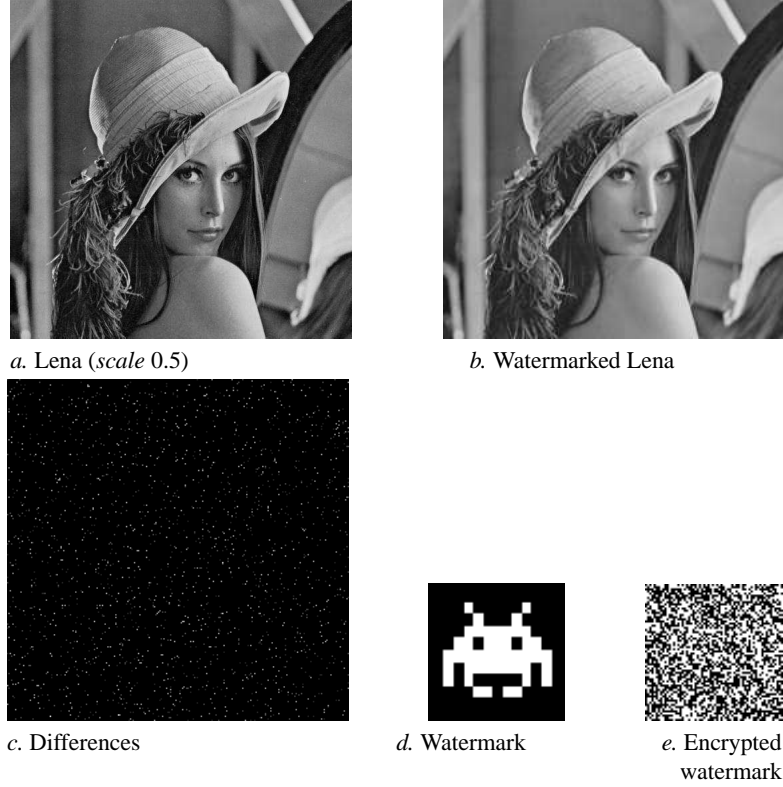 a. Lena (scale 0.5)
b. Watermarked Lena
c. Differences
d. Watermark
e. Encrypted
watermark